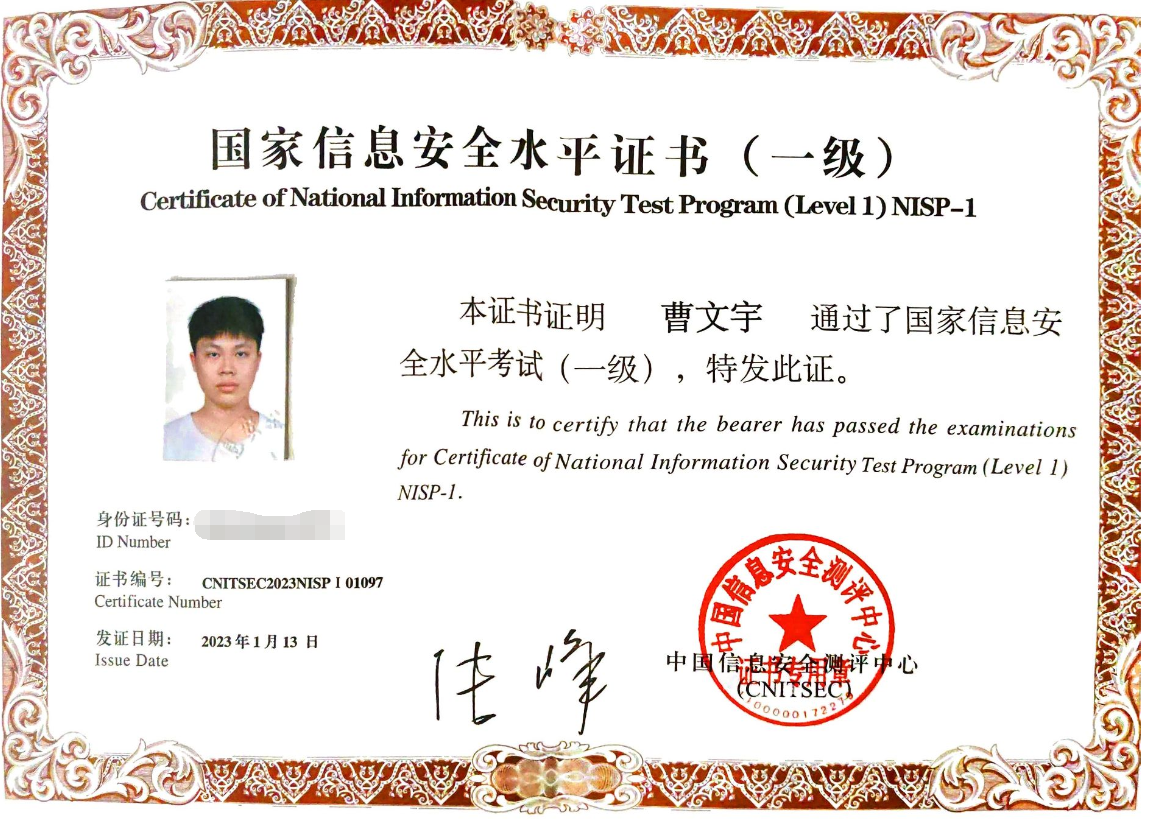 国家信息安全水平证书（一级）
Certificate of National Information Security Test Program (Level 1) NISP-1
本证书证明 曹文宇 通过了国家信息安
全水平考试（一级），特发此证。
This is to certify that the bearer has passed the examinations
for Certificate of National Information Security Test Program (Level 1)
NISP-1.
身份证号码：
ID Number
证书编号： CNITSEC2023NISPⅠ01097
Certificate Number
发证日期： 2023年1月13 日
Issue Date
中国信息安全测评中心
证书专用章
中国信息安全测评中心
(CNITSEC)